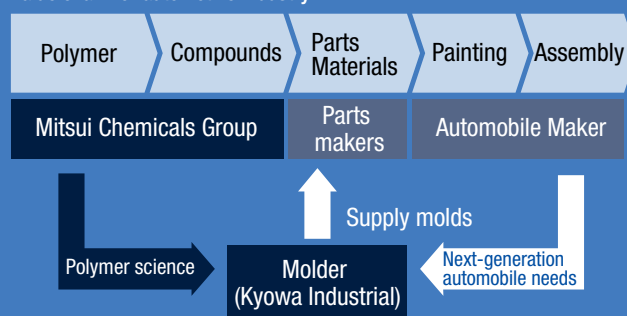 Polymer
Compounds
Parts
Materials
Painting
Assembly
Mitsui Chemicals Group
Parts
makers
Automobile Maker
Supply molds
Polymer science
Molder
(Kyowa Industrial)
Next-generation
automobile needs